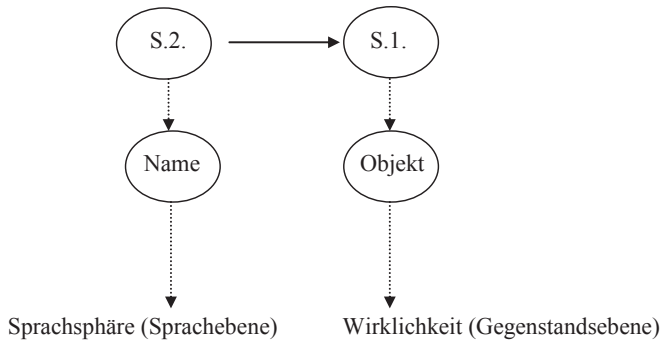 S.2. S.1.
Name Objekt
Sprachsphäre (Sprachebene) Wirklichkeit (Gegenstandsebene)